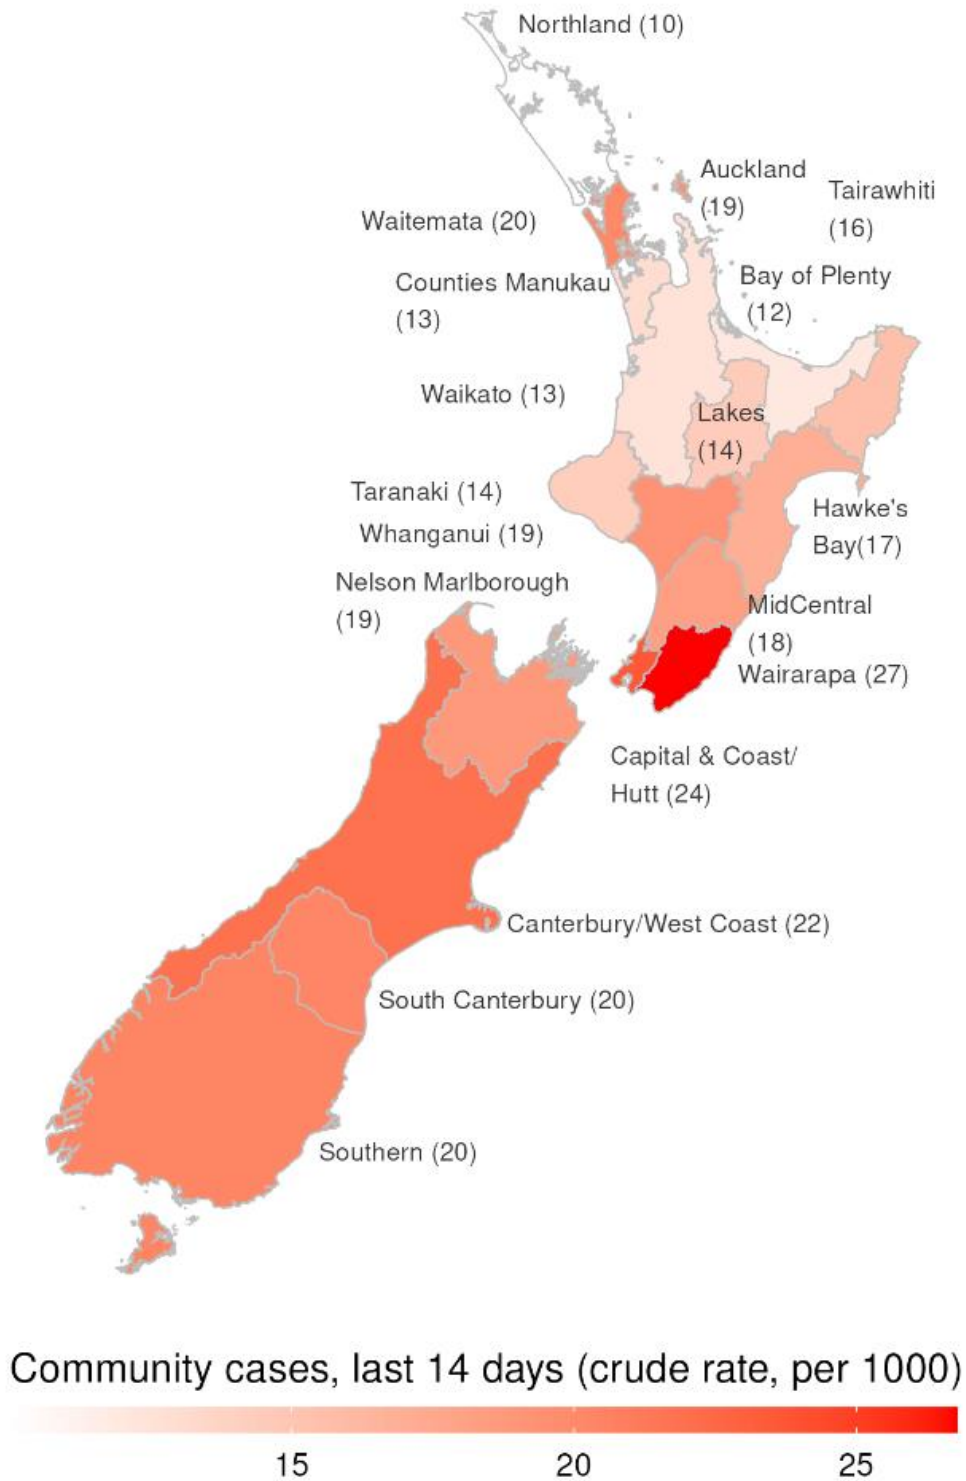 Northland (10)
Auckland
(19)
Tairawhiti
(16)
Waitemata (20)
Counties Manukau
(13)
Bay of Plenty
(12)
Waikato (13)
Lakes
(14)
Taranaki (14)
Whanganui (19)
Hawke's
Bay(17)
Nelson Marlborough
(19)
MidCentral
(18)
Wairarapa (27)
Capital & Coast/
Hutt (24)
Canterbury/West Coast (22)
South Canterbury (20)
Southern (20)
Community cases, last 14 days (crude rate, per 1000)
15 20 25